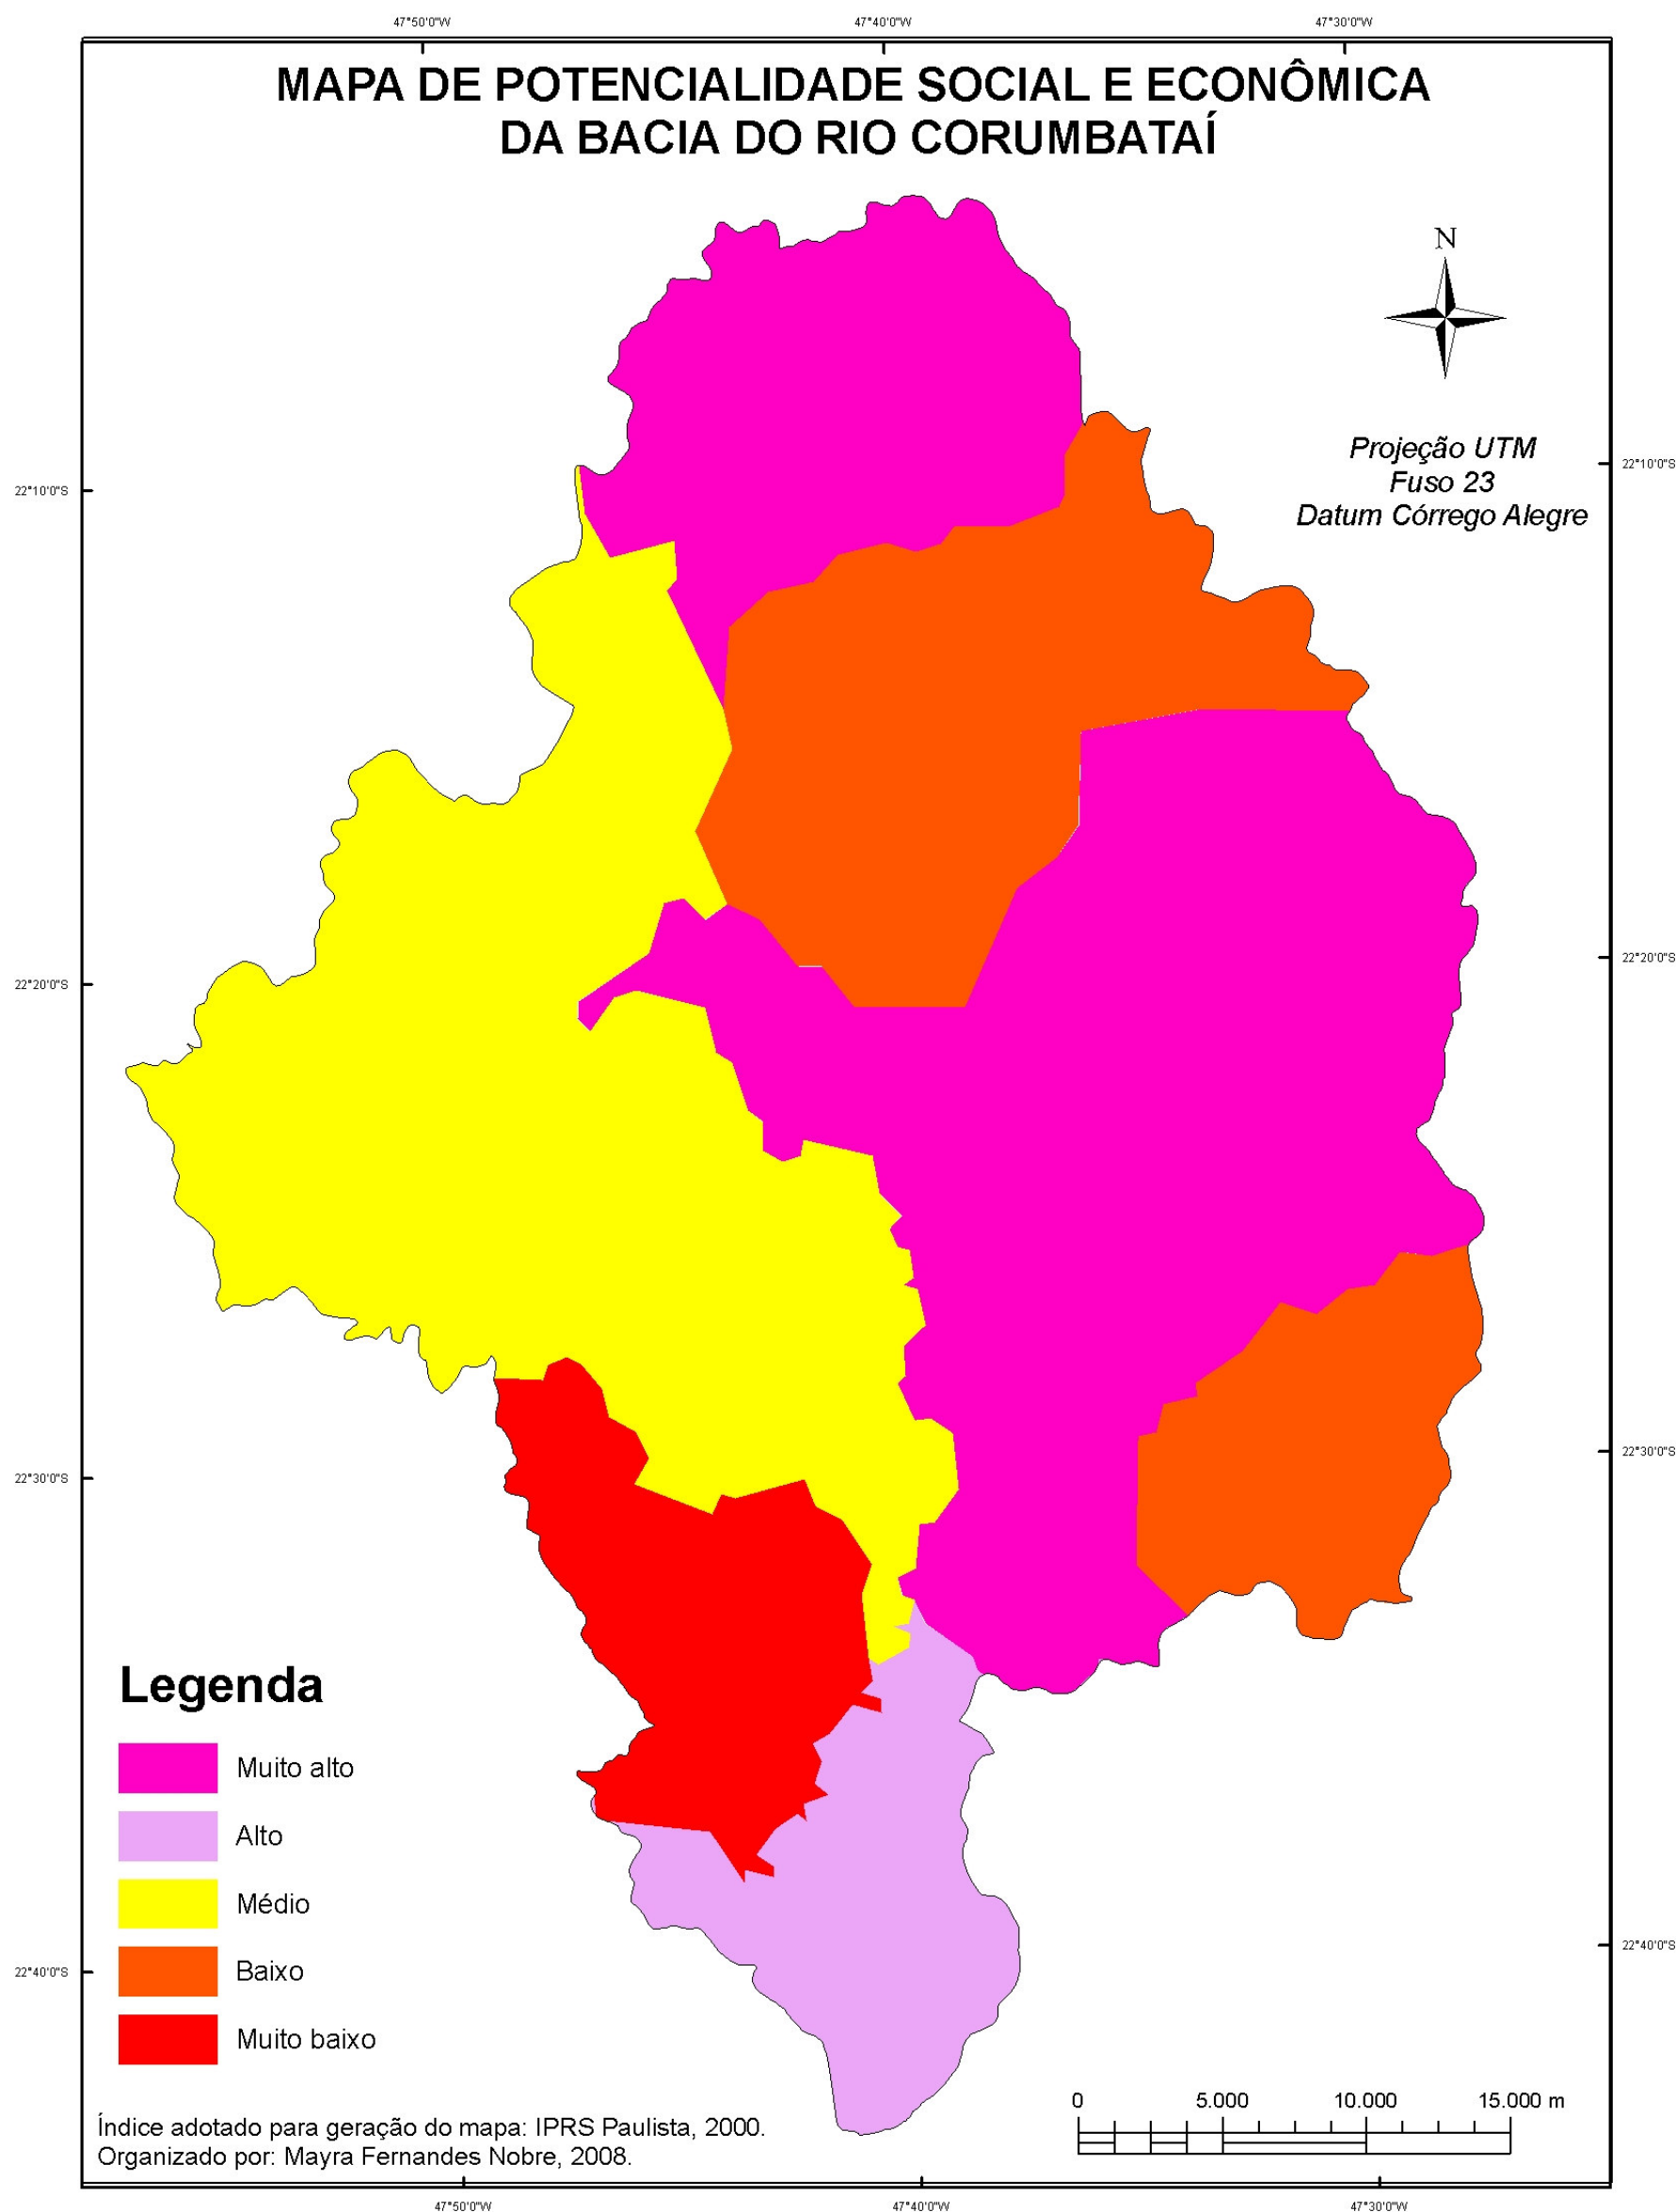 47°50'0"W 47°40'0"W 47°30'0"W
MAPA DE POTENCIALIDADE SOCIAL E ECONÔMICA
DA BACIA DO RIO CORUMBATAÍ
N
Projeção UTM
Fuso 23
Datum Córrego Alegre
22°10'0"S
22°10'0"S
22°20'0"S
22°20'0"S
22°30'0"S
22°30'0"S
22°40'0"S
22°40'0"S
Legenda
Muito alto
Alto
Médio
Baixo
Muito baixo
0 5.000 10.000 15.000 m
Índice adotado para geração do mapa: IPRS Paulista, 2000.
Organizado por: Mayra Fernandes Nobre, 2008.
47°50'0"W 47°40'0"W 47°30'0"W